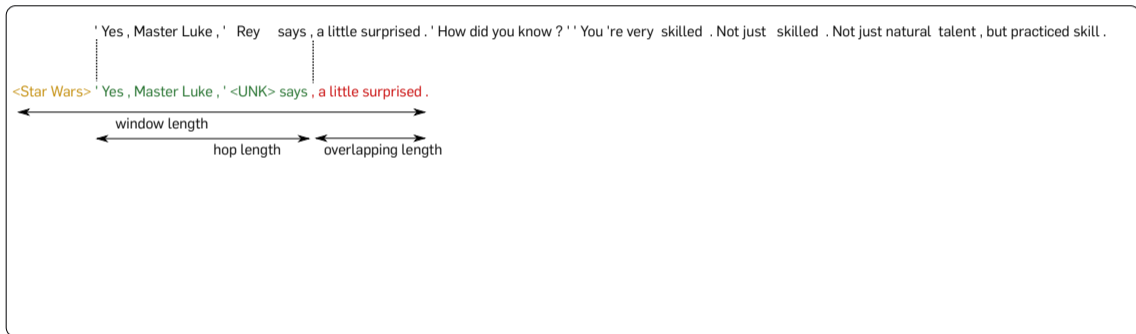 ' Yes , Master Luke , ' Rey says , a little surprised . ' How did you know ? ' ' You 're very skilled . Not just skilled . Not just natural talent , but practiced skill .
<Star Wars> ' Yes , Master Luke , ' <UNK> says , a little surprised .
window length
hop length overlapping length